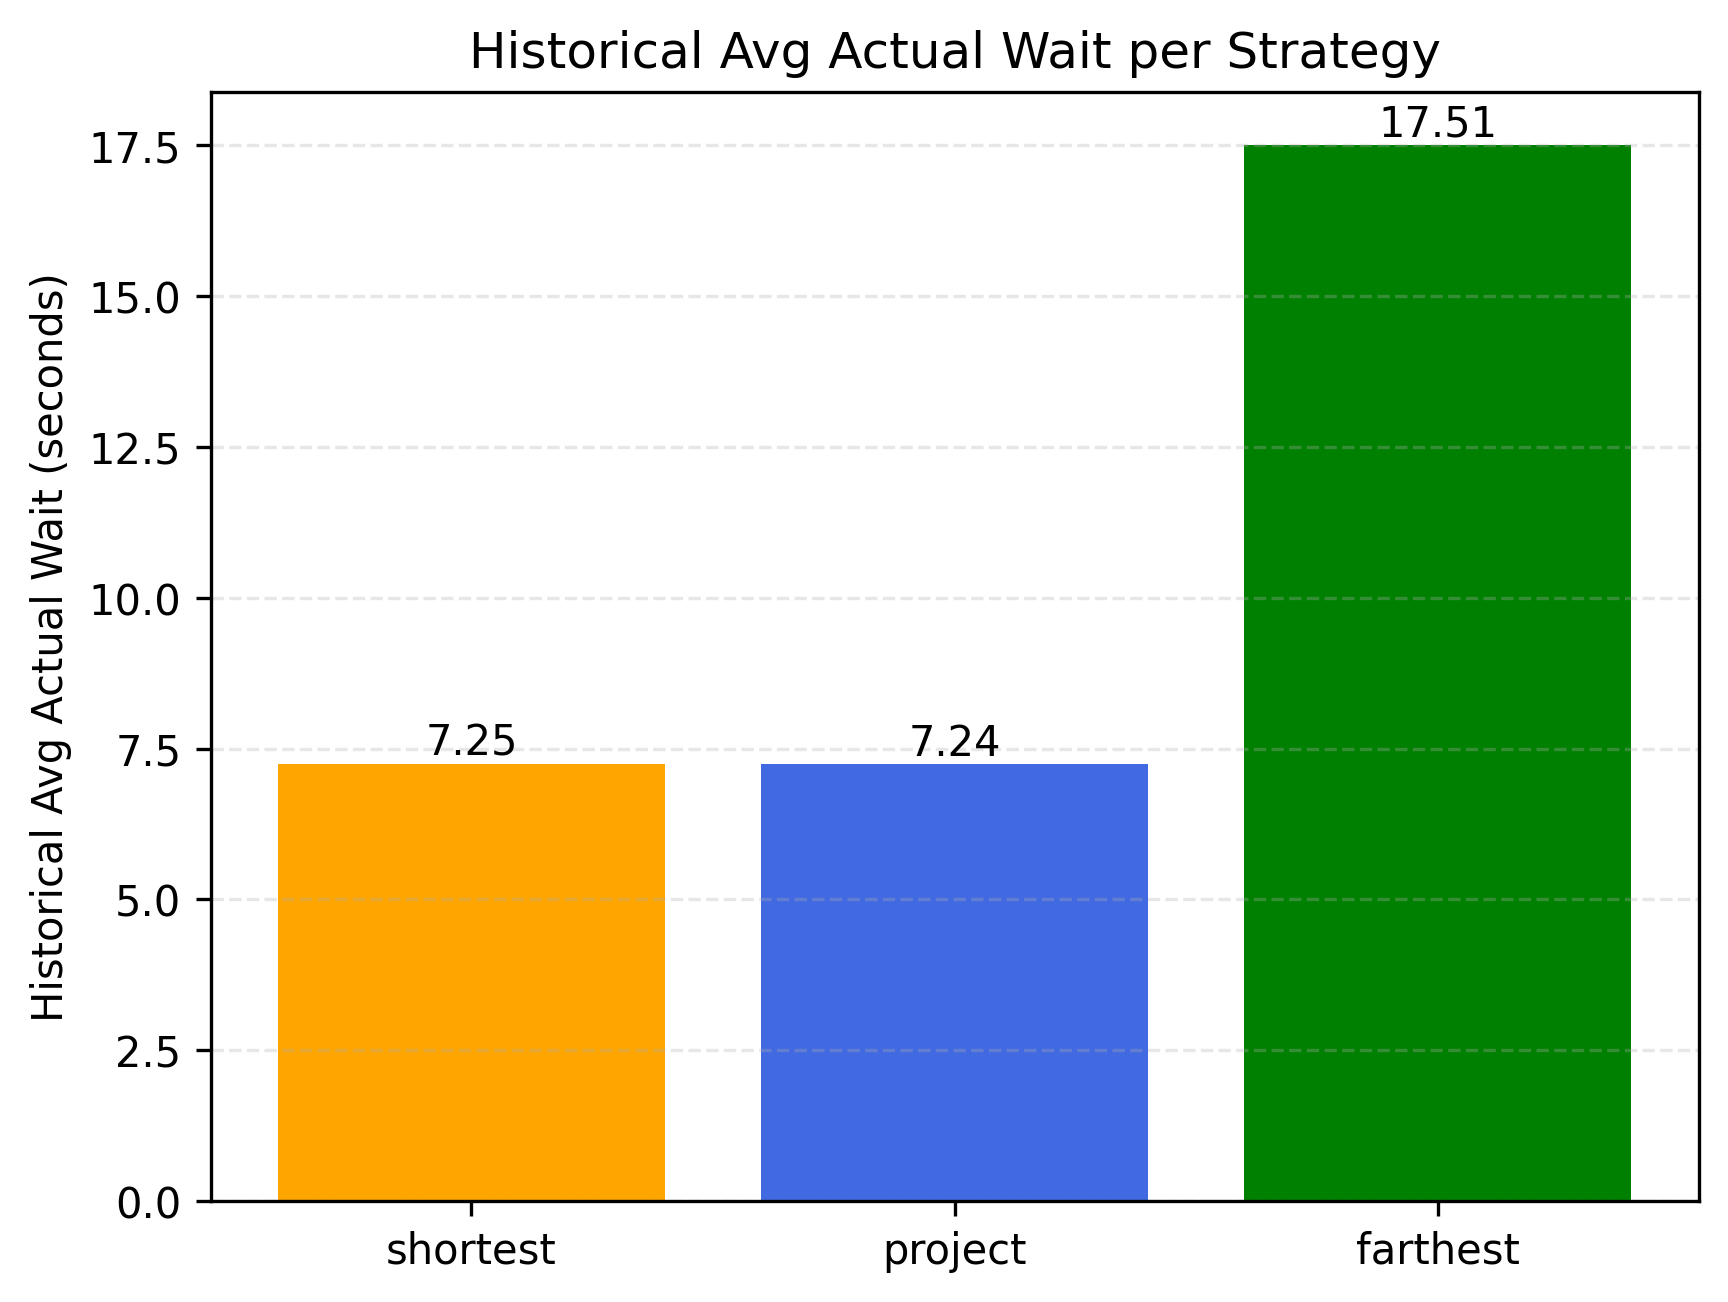 Historical Avg Actual Wait per Strategy
Historical Avg Actual Wait (seconds)
17.5
15.0
12.5
10.0
7.5
5.0
2.5
0.0
7.25
7.24
17.51
shortest
project
farthest